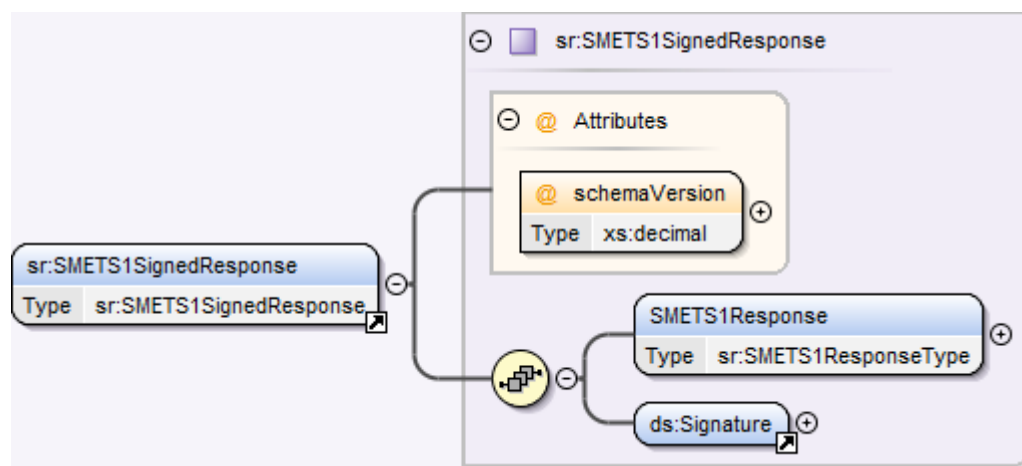 sr:SMETS1SignedResponse
@ Attributes
@ schemaVersion
Type xs:decimal
sr:SMETS1SignedResponse
Type sr:SMETS1SignedResponse
SMETS1Response
Type sr:SMETS1ResponseType
ds:Signature